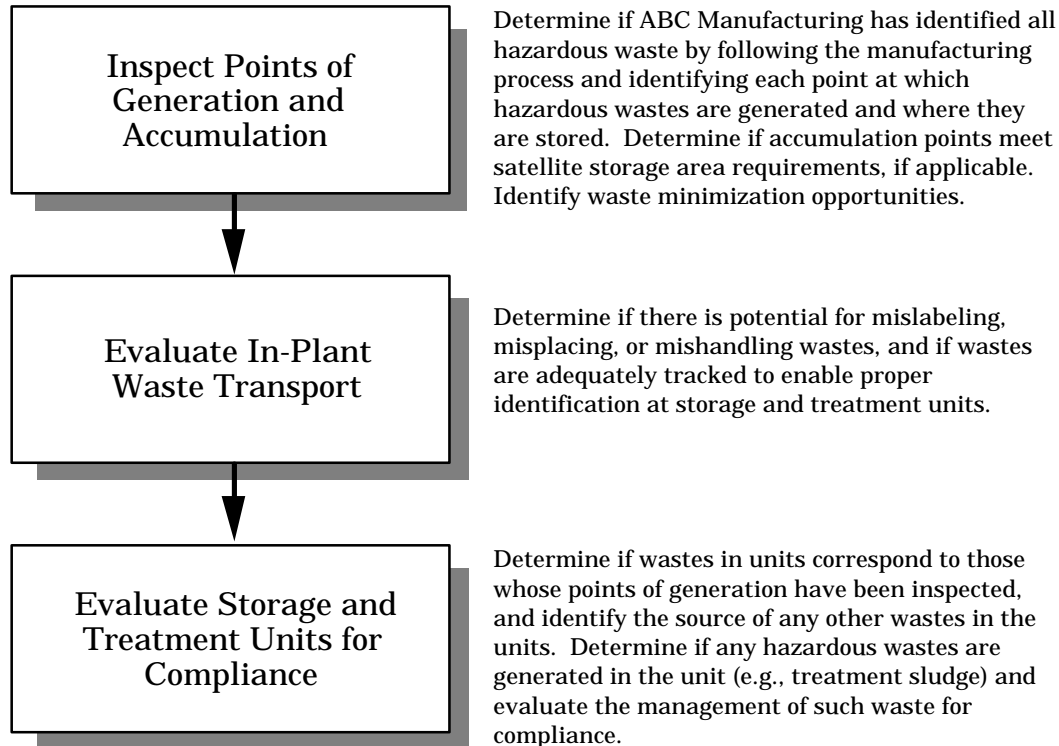 Inspect Points of
Generation and
Accumulation
Determine if ABC Manufacturing has identified all
hazardous waste by following the manufacturing
process and identifying each point at which
hazardous wastes are generated and where they
are stored.  Determine if accumulation points meet
satellite storage area requirements, if applicable.
Identify waste minimization opportunities.
Evaluate In-Plant
Waste Transport
Determine if there is potential for mislabeling,
misplacing, or mishandling wastes, and if wastes
are adequately tracked to enable proper
identification at storage and treatment units.
Evaluate Storage and
Treatment Units for
Compliance
Determine if wastes in units correspond to those
whose points of generation have been inspected,
and identify the source of any other wastes in the
units.  Determine if any hazardous wastes are
generated in the unit (e.g., treatment sludge) and
evaluate the management of such waste for
compliance.